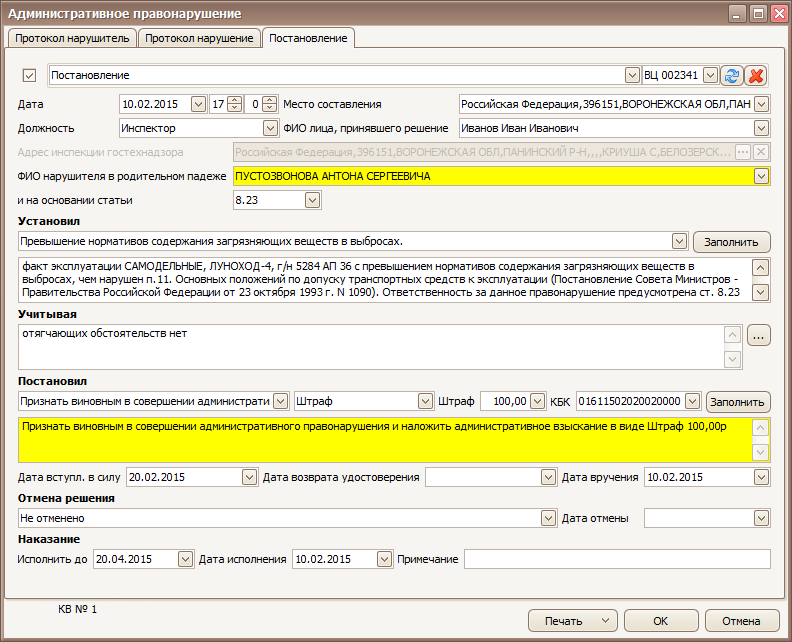 Административное правонарушение
Протокол нарушитель Протокол нарушение Постановление
Постановление ВЦ 002341
Дата 10.02.2015 17 0 Место составления Российская Федерация,396151,ВОРОНЕЖСКАЯ ОБЛ,ПАН
Должность Инспектор ФИО лица, принявшего решение Иванов Иван Иванович
Адрес инспекции гостехнадзора Российская Федерация,396151,ВОРОНЕЖСКАЯ ОБЛ,ПАНИНСКИЙ Р-Н,,,,КРИУША С,БЕЛОЗЕРСК... ...
ФИО нарушителя в родительном падеже ПУСТОЗВОНОВА АНТОНА СЕРГЕЕВИЧА
и на основании статьи 8.23
Установил
Превышение нормативов содержания загрязняющих веществ в выбросах. Заполнить
факт эксплуатации САМОДЕЛЬНЫЕ, ЛУНОХОД-4, г/н 5284 АП 36 с превышением нормативов содержания загрязняющих веществ в
выбросах, чем нарушен п.11. Основных положений по допуску транспортных средств к эксплуатации (Постановление Совета Министров -
Правительства Российской Федерации от 23 октября 1993 г. N 1090). Ответственность за данное правонарушение предусмотрена ст. 8.23
Учитывая
отягчающих обстоятельств нет ...
Постановил
Признать виновным в совершении администрати Штраф Штраф 100,00 КБК 01611502020020000 Заполнить
Признать виновным в совершении административного правонарушения и наложить административное взыскание в виде Штраф 100,00р
Дата вступл. в силу 20.02.2015 Дата возврата удостоверения Дата вручения 10.02.2015
Отмена решения
Не отменено Дата отмены
Наказание
Исполнить до 20.04.2015 Дата исполнения 10.02.2015 Примечание
КВ № 1
Печать ОК Отмена